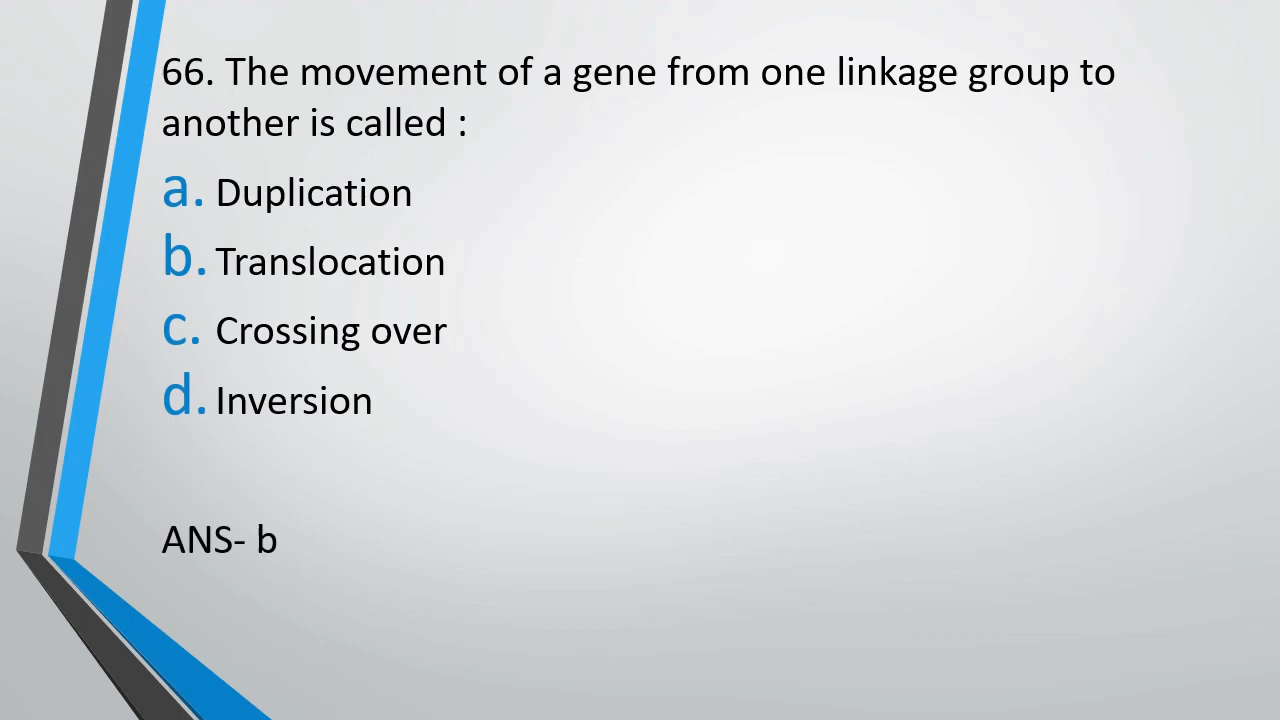 66. The movement of a gene from one linkage group to
another is called :
a. Duplication
b. Translocation
c. Crossing over
d. Inversion
ANS- b